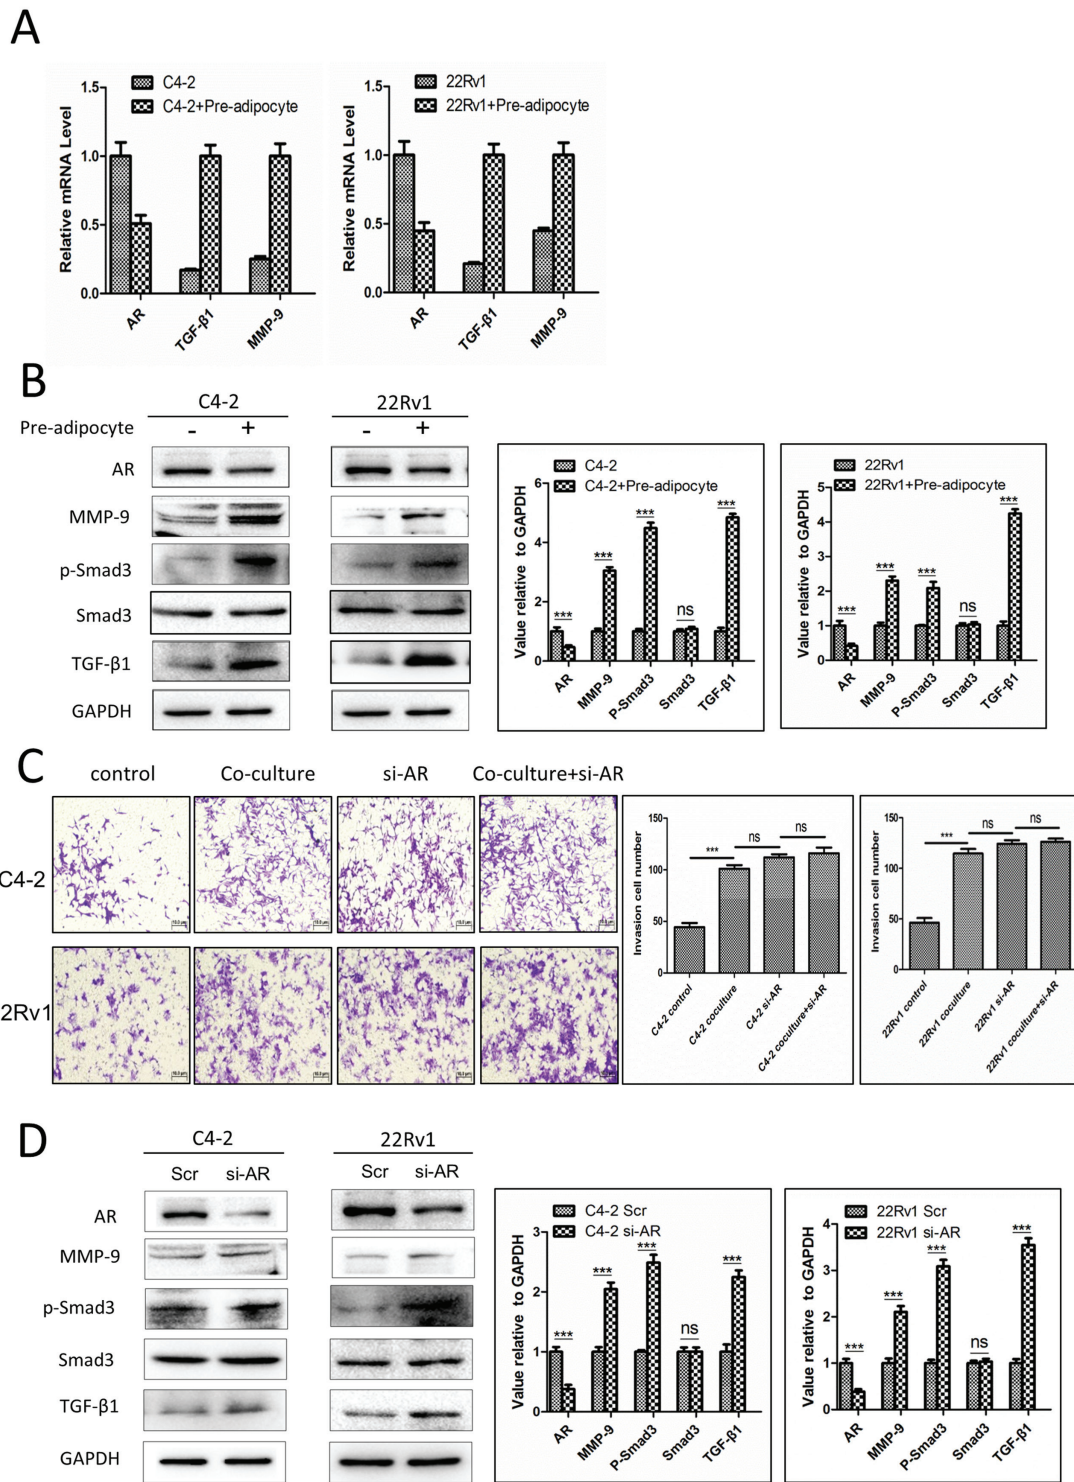 A
C4-2
C4-2+Pre-adipocyte
Relative mRNA Level
1.5
1.0
0.5
0.0
AR
TGF-β1
MMP-9
22Rv1
22Rv1+Pre-adipocyte
Relative mRNA Level
1.5
1.0
0.5
0.0
AR
TGF-β1
MMP-9
B
C4-2
22Rv1
Pre-adipocyte - + - +
AR
MMP-9
p-Smad3
Smad3
TGF-β1
GAPDH
C4-2
C4-2+Pre-adipocyte
Value relative to GAPDH
6
4
2
0
*** *** *** ns ***
AR
MMP-9
P-Smad3
Smad3
TGF-β1
22Rv1
22Rv1+Pre-adipocyte
Value relative to GAPDH
5
4
3
2
1
0
*** *** *** ns ***
AR
MMP-9
P-Smad3
Smad3
TGF-β1
C
control Co-culture si-AR Co-culture+si-AR
C4-2
2Rv1
Invasion cell number
150
100
50
0
*** ns ns
C4-2 control
C4-2 coculture
C4-2 si-AR
C4-2 coculture+si-AR
Invasion cell number
150
100
50
0
*** ns ns
22Rv1 control
22Rv1 coculture
22Rv1 si-AR
22Rv1 coculture+si-AR
D
C4-2
22Rv1
Scr si-AR Scr si-AR
AR
MMP-9
p-Smad3
Smad3
TGF-β1
GAPDH
C4-2 Scr
C4-2 si-AR
Value relative to GAPDH
3
2
1
0
*** *** *** ns ***
AR
MMP-9
P-Smad3
Smad3
TGF-β1
22Rv1 Scr
22Rv1 si-AR
Value relative to GAPDH
4
3
2
1
0
*** *** *** ns ***
AR
MMP-9
P-Smad3
Smad3
TGF-β1